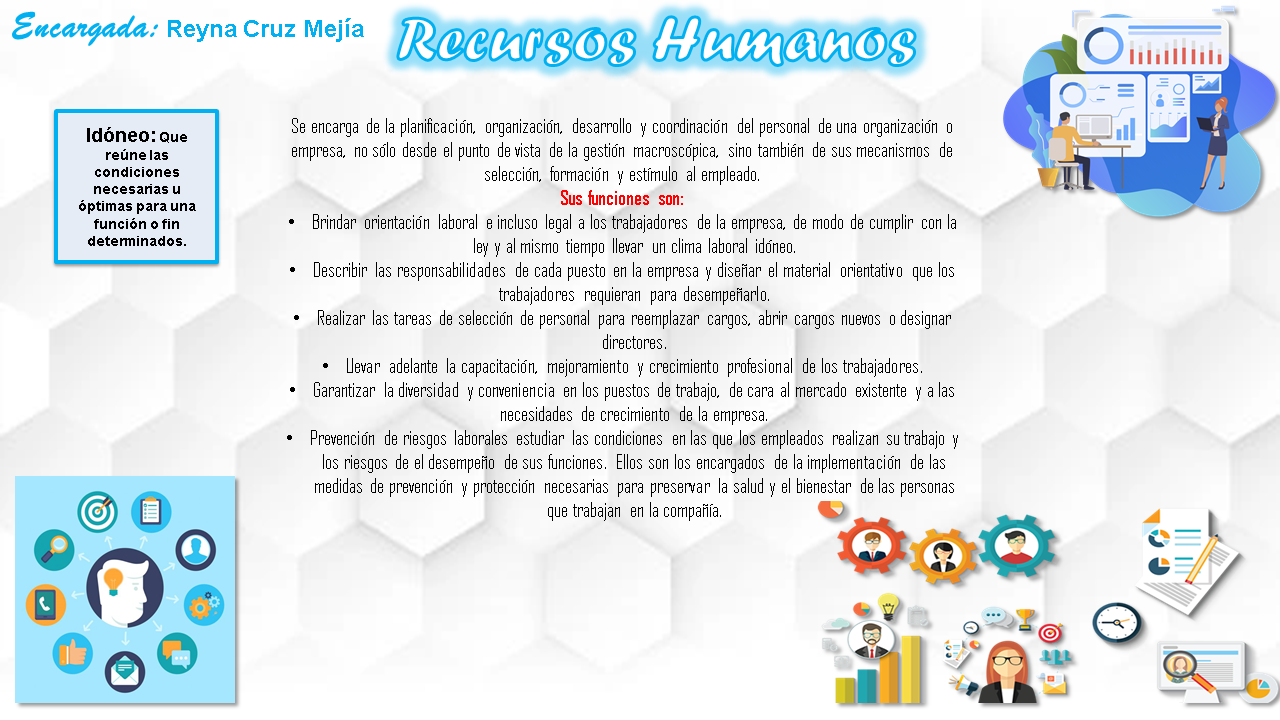 Encargada: Reyna Cruz Mejía
Recursos Humanos
Idóneo: Que
reúne las
condiciones
necesarias u
óptimas para una
función o fin
determinados.
Se encarga de la planificación, organización, desarrollo y coordinación de personal de una organización o
empresa, no solo desde el punto de vista de la gestión macroscópica, sino también de sus mecanismos de
selección, formación y estímulo al empleado.
Sus funciones son:
• Brindar orientación laboral e incluso legal a los trabajadores de la empresa, de modo de cumplir con la
ley y al mismo tiempo llevar un clima laboral idóneo.
• Describir las responsabilidades de cada puesto en la empresa y diseñar el material orientativo que los
trabajadores requieran para desempeñarlo.
• Realizar las tareas de selección de personal para reemplazar cargos, abrir cargos nuevos o designar
directores.
• Llevar adelante la capacitación, mejoramiento y crecimiento profesional de los trabajadores.
• Garantizar la diversidad y conveniencia en los puestos de trabajo, de cara al mercado existente y a las
necesidades de crecimiento de la empresa.
• Prevención de riesgos laborales estudiar las condiciones en las que los empleados realizan su trabajo y
los riesgos de el desempeño de sus funciones. Ellos son los encargados de la implementación de las
medidas de prevención y protección necesarias para preservar la salud y el bienestar de las personas
que trabajan en la compañía.